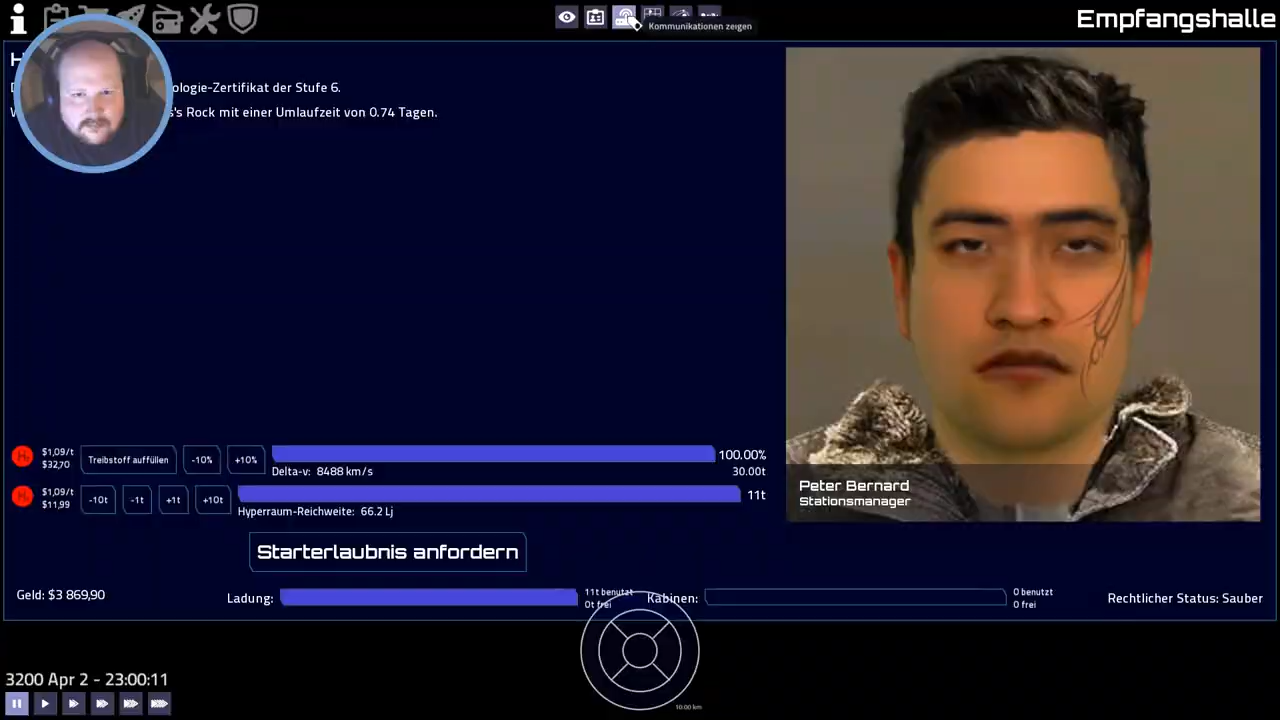 Kommunikationen zeigen
Empfangshalle
ologie-Zertifikat der Stufe 6.
s's Rock mit einer Umlaufzeit von 0.74 Tagen.
$1,09/t
$32,70
Treibstoff auffüllen
-10%
+10%
100.00%
Delta-v: 8488 km/s
30.00t
$1,09/t
$11,99
-10t
-1t
+1t
+10t
11t
Hyperraum-Reichweite: 66.2 Lj
Peter Bernard
Stationsmanager
Starterlaubnis anfordern
Geld: $3 869,90
Ladung:
11t benutzt
0t frei
Kabinen:
0 benutzt
0 frei
Rechtlicher Status: Sauber
3200 Apr 2 - 23:00:11
10.00 km